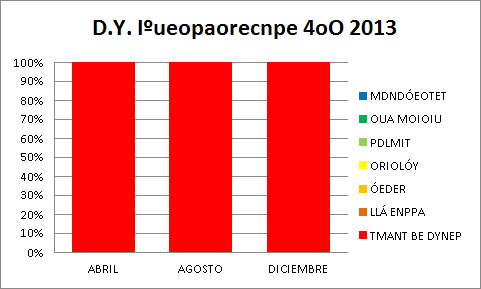 D.Y. Iºueopaorecnpe 4oO 2013
100%
90%
80%
70%
60%
50%
40%
30%
20%
10%
0%
ABRIL AGOSTO DICIEMBRE
MDNDÓEOTET
OUA MOIOIU
PDLMIT
ORIOLÓY
ÓEDER
LLÁ ENPPA
TMANT BE DYNEP